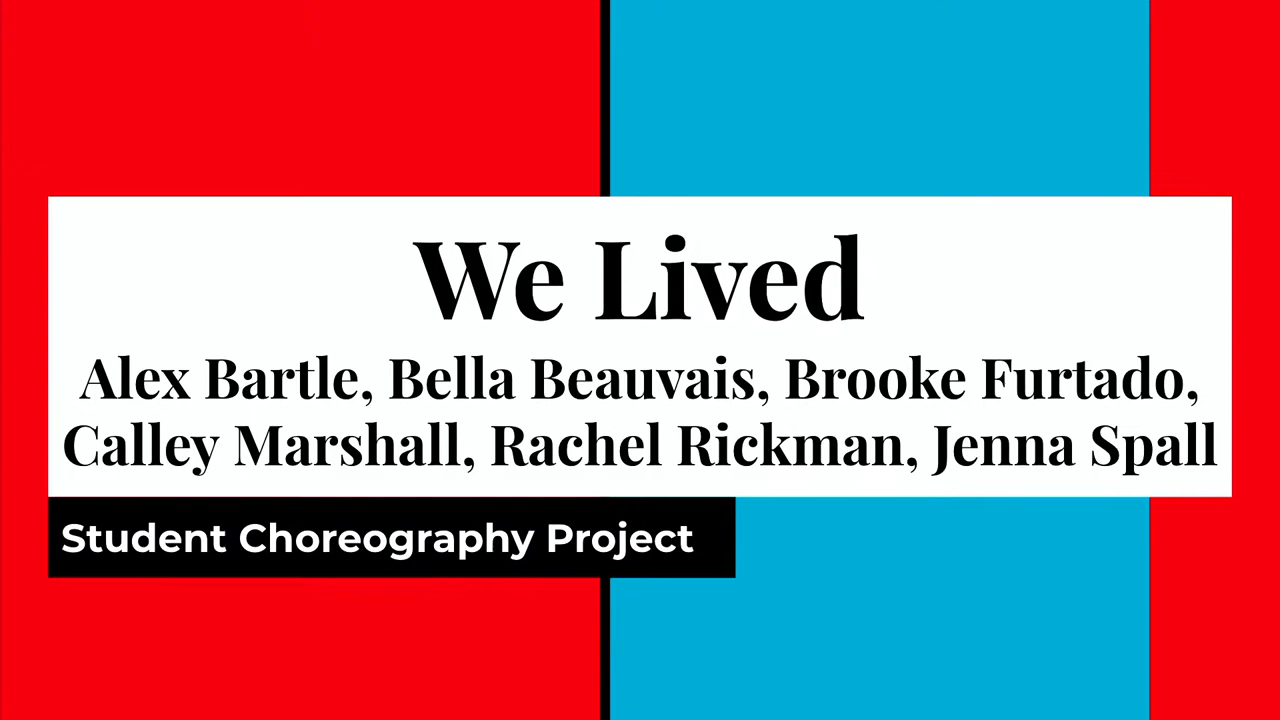 We Lived
Alex Bartle, Bella Beauvais, Brooke Furtado,
Calley Marshall, Rachel Rickman, Jenna Spall
Student Choreography Project